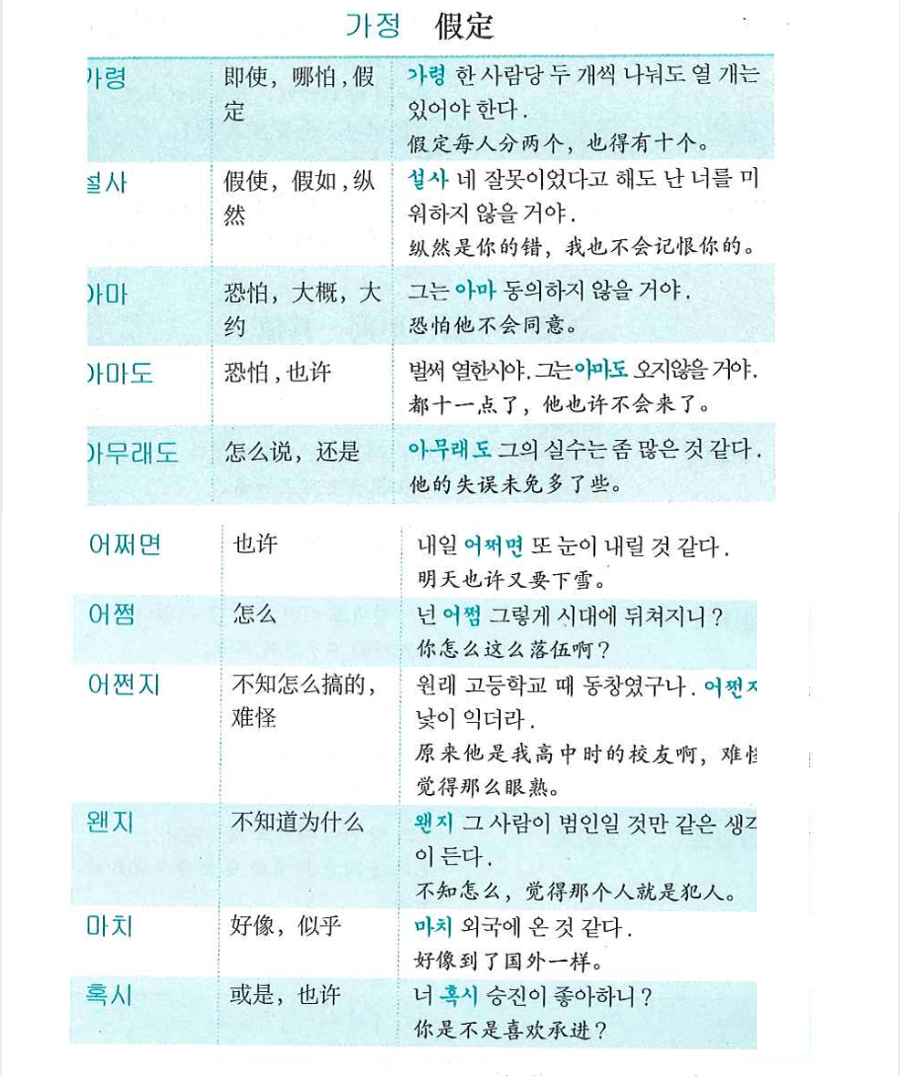 가정 假定
가령 即使，哪怕，假 가령 한 사람당 두 개씩 나눠도 열 개는
定 있어야 한다.
假定每人分两个，也得有十个。
설사 假使，假如，纵 설사 네 잘못이었다고 해도 난 너를 미
然 워하지 않을 거야.
纵然是你的错，我也不会记恨你的。
아마 恐怕，大概，大 그는 아마 동의하지 않을 거야.
约 恐怕他不会同意。
아마도 恐怕，也许 벌써 열한시야. 그는 아마도 오지않을 거야.
都十一点了，他也许不会来了。
아무래도 怎么说，还是 아무래도 그의 실수는 좀 많은 것 같다.
他的失误未免多了些。
어쩌면 也许 내일 어쩌면 또 눈이 내릴 것 같다.
明天也许又要下雪。
어쩜 怎么 넌 어쩜 그렇게 시대에 뒤쳐지니？
你怎么这么落伍啊？
어쩐지 不知怎么搞的， 원래 고등학교 때 동창였구나. 어쩐지
难怪 낯이 익더라.
原来他是我高中时的校友啊，难怪
觉得那么眼熟。
왠지 不知道为什么 왠지 그 사람이 범인일 것만 같은 생각
이 든다.
不知怎么，觉得那个人就是犯人。
마치 好像，似乎 마치 외국에 온 것 같다.
好像到了国外一样。
혹시 或是，也许 너 혹시 승진이 좋아하니？
你是不是喜欢承进？